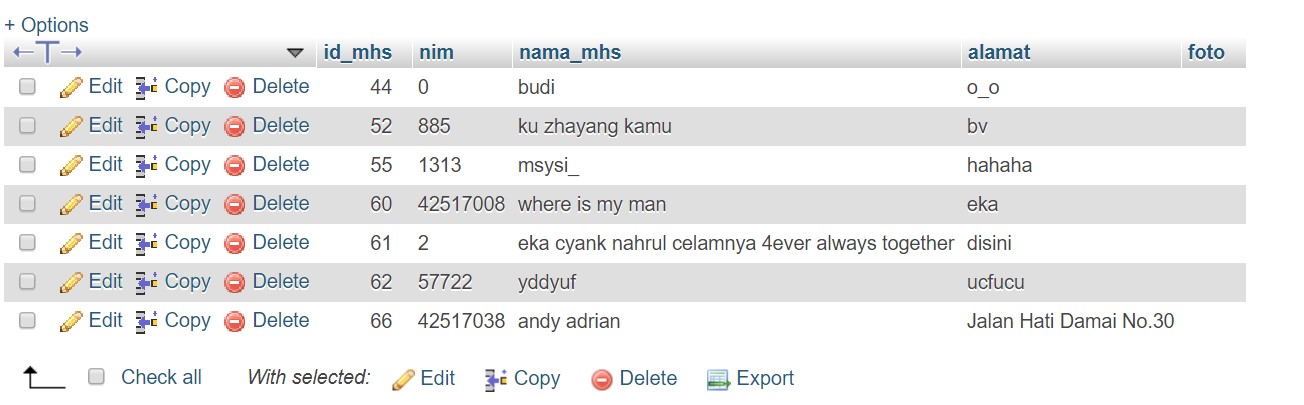 + Options
id_mhs nim nama_mhs alamat foto
Edit Copy Delete 44 0 budi o_o
Edit Copy Delete 52 885 ku zhayang kamu bv
Edit Copy Delete 55 1313 msysi_ hahaha
Edit Copy Delete 60 42517008 where is my man eka
Edit Copy Delete 61 2 eka cyank nahrul celamnya 4ever always together disini
Edit Copy Delete 62 57722 yddyuf ucfucu
Edit Copy Delete 66 42517038 andy adrian Jalan Hati Damai No.30
Check all With selected: Edit Copy Delete Export